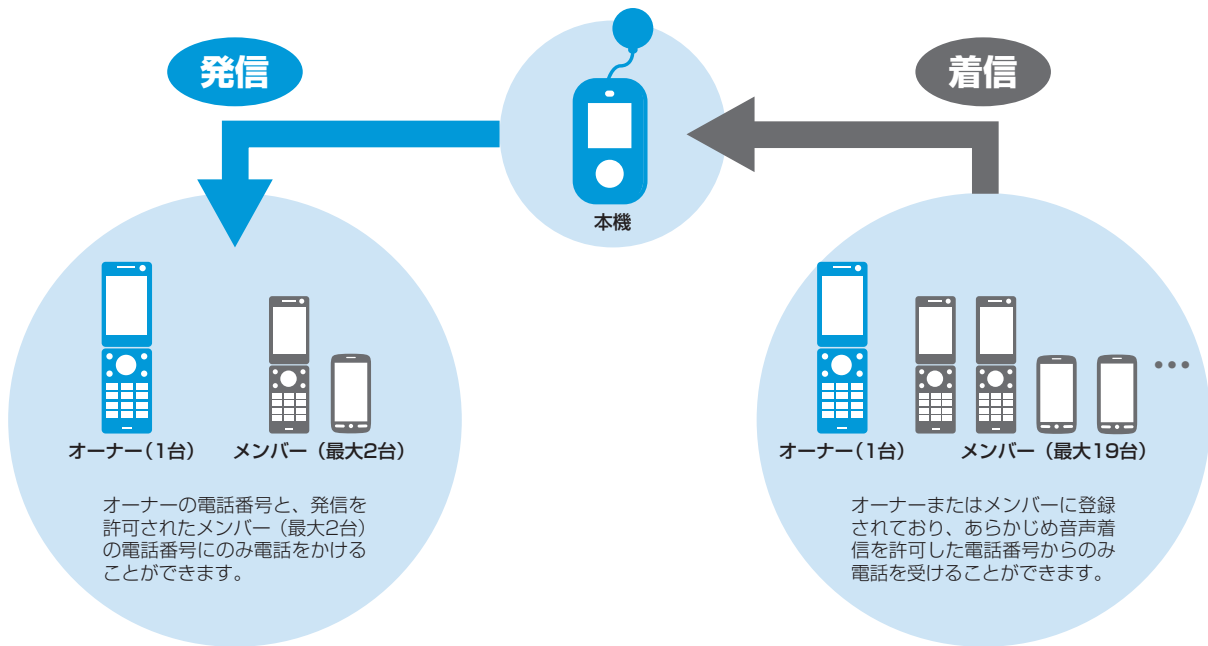 発信
着信
本機
オーナー(1台)
メンバー(最大2台)
オーナーの電話番号と、発信を
許可されたメンバー(最大2台)
の電話番号にのみ電話をかける
ことができます。
オーナー(1台)
メンバー(最大19台)
オーナーまたはメンバーに登録
されており、あらかじめ音声着
信を許可した電話番号からのみ
電話を受けることができます。